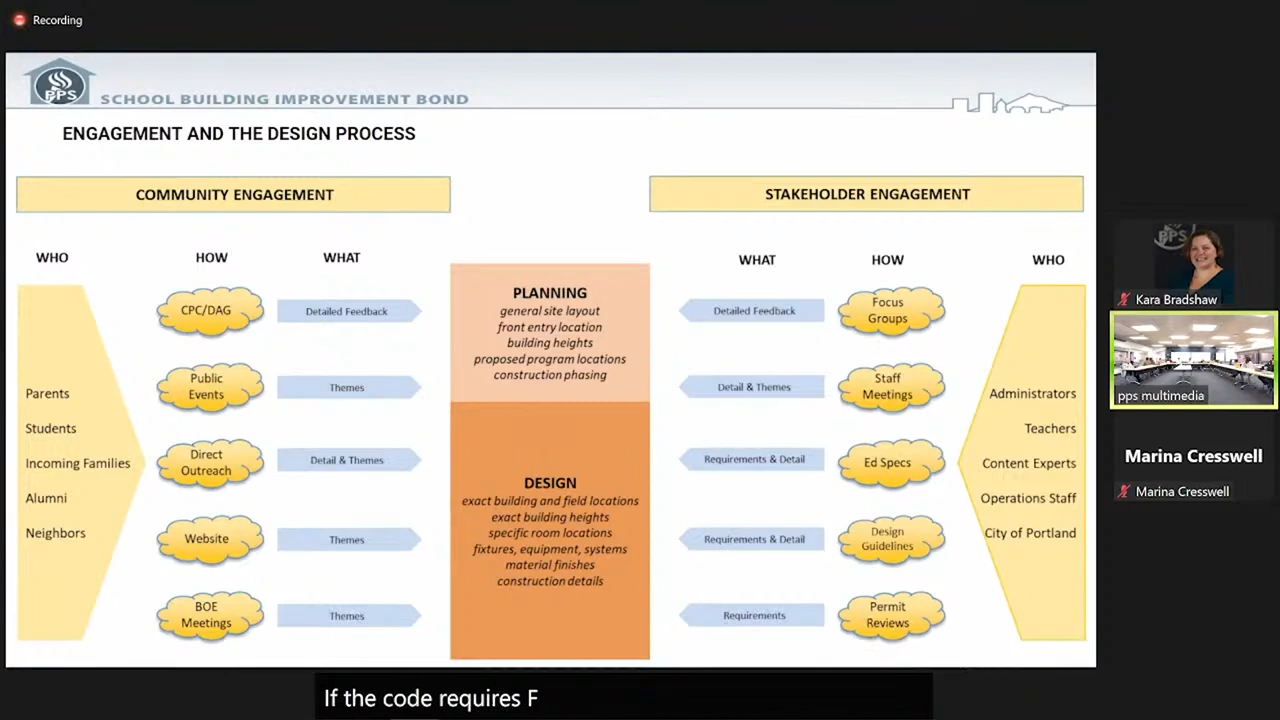 Recording
PPS
SCHOOL BUILDING IMPROVEMENT BOND
ENGAGEMENT AND THE DESIGN PROCESS
COMMUNITY ENGAGEMENT
WHO
HOW
WHAT
Parents
Students
Incoming Families
Alumni
Neighbors
CPC/DAG
Detailed Feedback
Public
Events
Themes
Direct
Outreach
Detail & Themes
Website
Themes
BOE
Meetings
Themes
PLANNING
general site layout
front entry location
building heights
proposed program locations
construction phasing
DESIGN
exact building and field locations
exact building heights
specific room locations
fixtures, equipment, systems
material finishes
construction details
STAKEHOLDER ENGAGEMENT
WHAT
HOW
WHO
Detailed Feedback
Focus
Groups
Detail & Themes
Staff
Meetings
Requirements & Detail
Ed Specs
Requirements & Detail
Design
Guidelines
Requirements
Permit
Reviews
Administrators
Teachers
Content Experts
Operations Staff
City of Portland
PPS
Kara Bradshaw
pps multimedia
Marina Cresswell
Marina Cresswell
If the code requires F